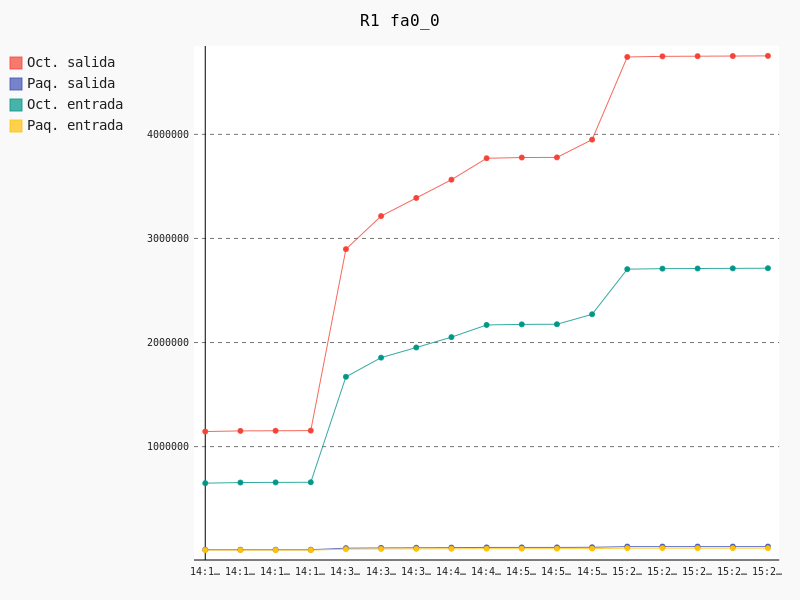 R1 fa0_0
Oct. salida
Paq. salida
Oct. entrada
Paq. entrada
4000000
3000000
2000000
1000000
14:1… 14:1… 14:1… 14:1… 14:3… 14:3… 14:3… 14:4… 14:4… 14:5… 14:5… 14:5… 15:2… 15:2… 15:2… 15:2… 15:2…